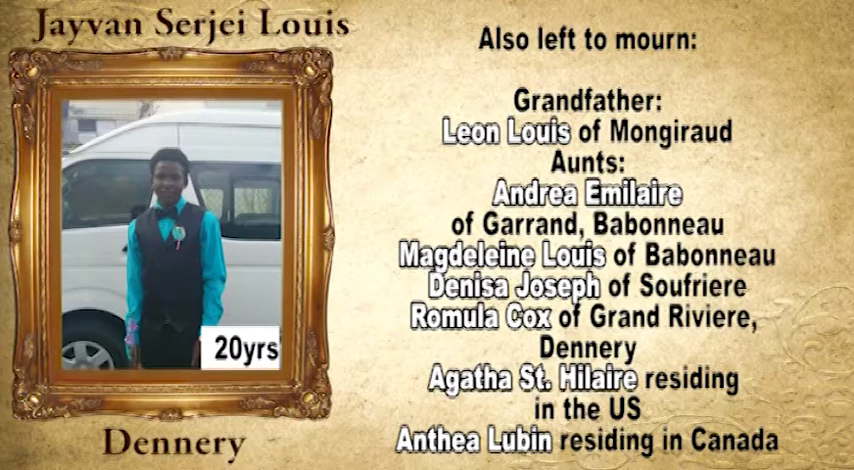 Jayvan Serjei Louis
20yrs
Dennery
Also left to mourn:
Grandfather:
Leon Louis of Mongiraud
Aunts:
Andrea Emilaire
of Garrand, Babonneau
Magdeleine Louis of Babonneau
Denisa Joseph of Soufriere
Romula Cox of Grand Riviere,
Dennery
Agatha St. Hilaire residing
in the US
Anthea Lubin residing in Canada